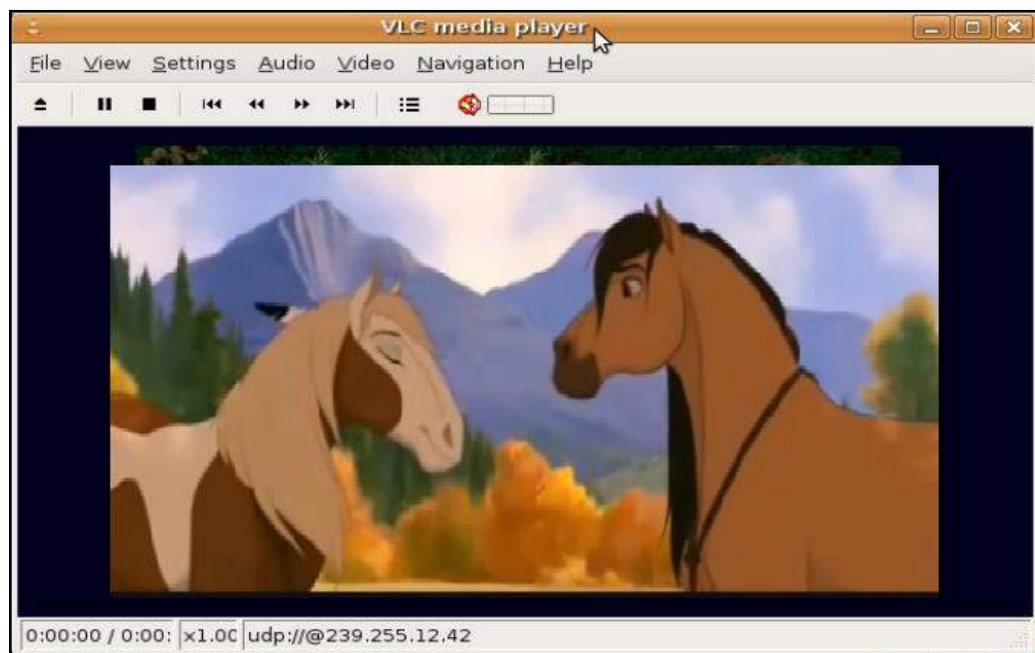 VLC media player
File View Settings Audio Video Navigation Help
0:00:00 / 0:00: x1.00 udp://@239.255.12.42